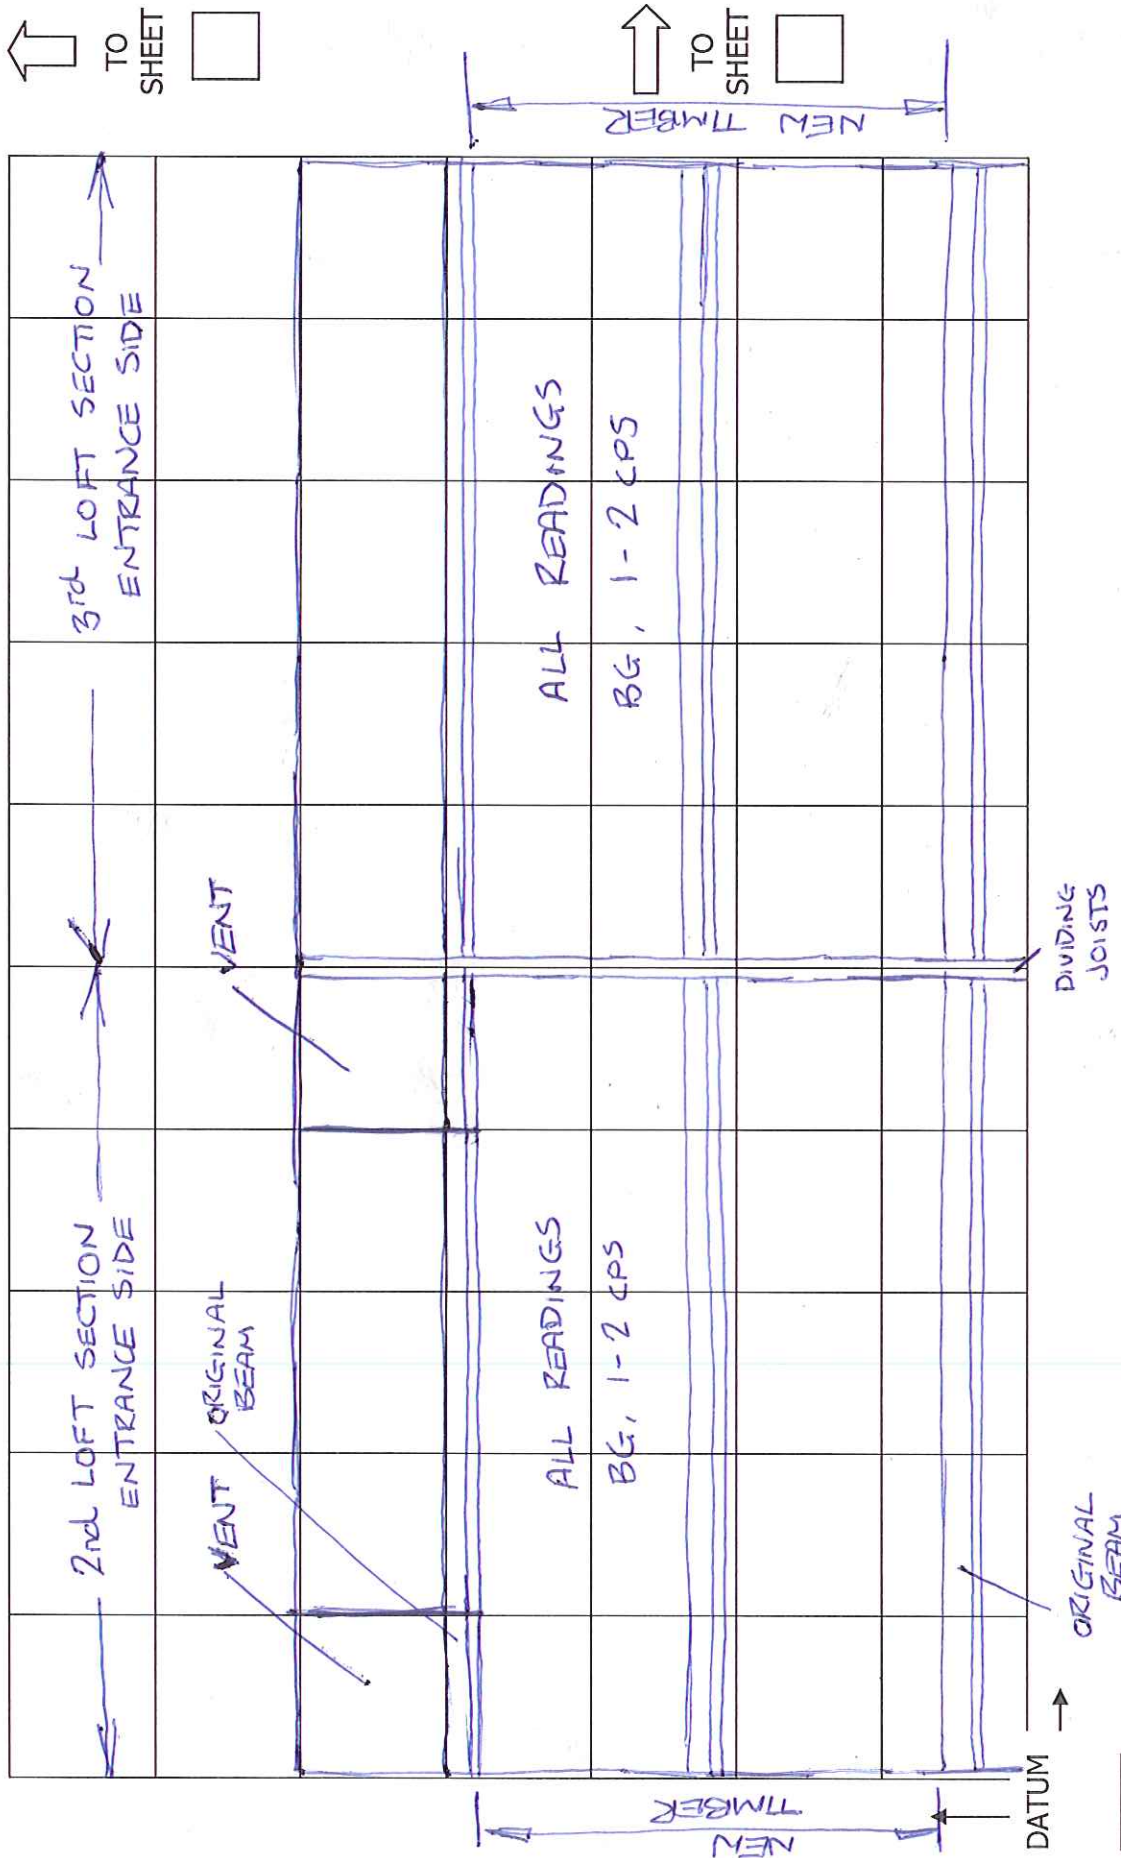 TO
SHEET
TO
SHEET
3rd LOFT SECTION
ENTRANCE SIDE
2nd LOFT SECTION
ENTRANCE SIDE
VENT
VENT
ORIGINAL
BEAM
ALL READINGS
BG, 1-2 CPS
ALL READINGS
BG, 1-2 CPS
NEW TIMBER
NEW
TIMBER
DIVIDING
JOISTS
ORIGINAL
BEAM
DATUM